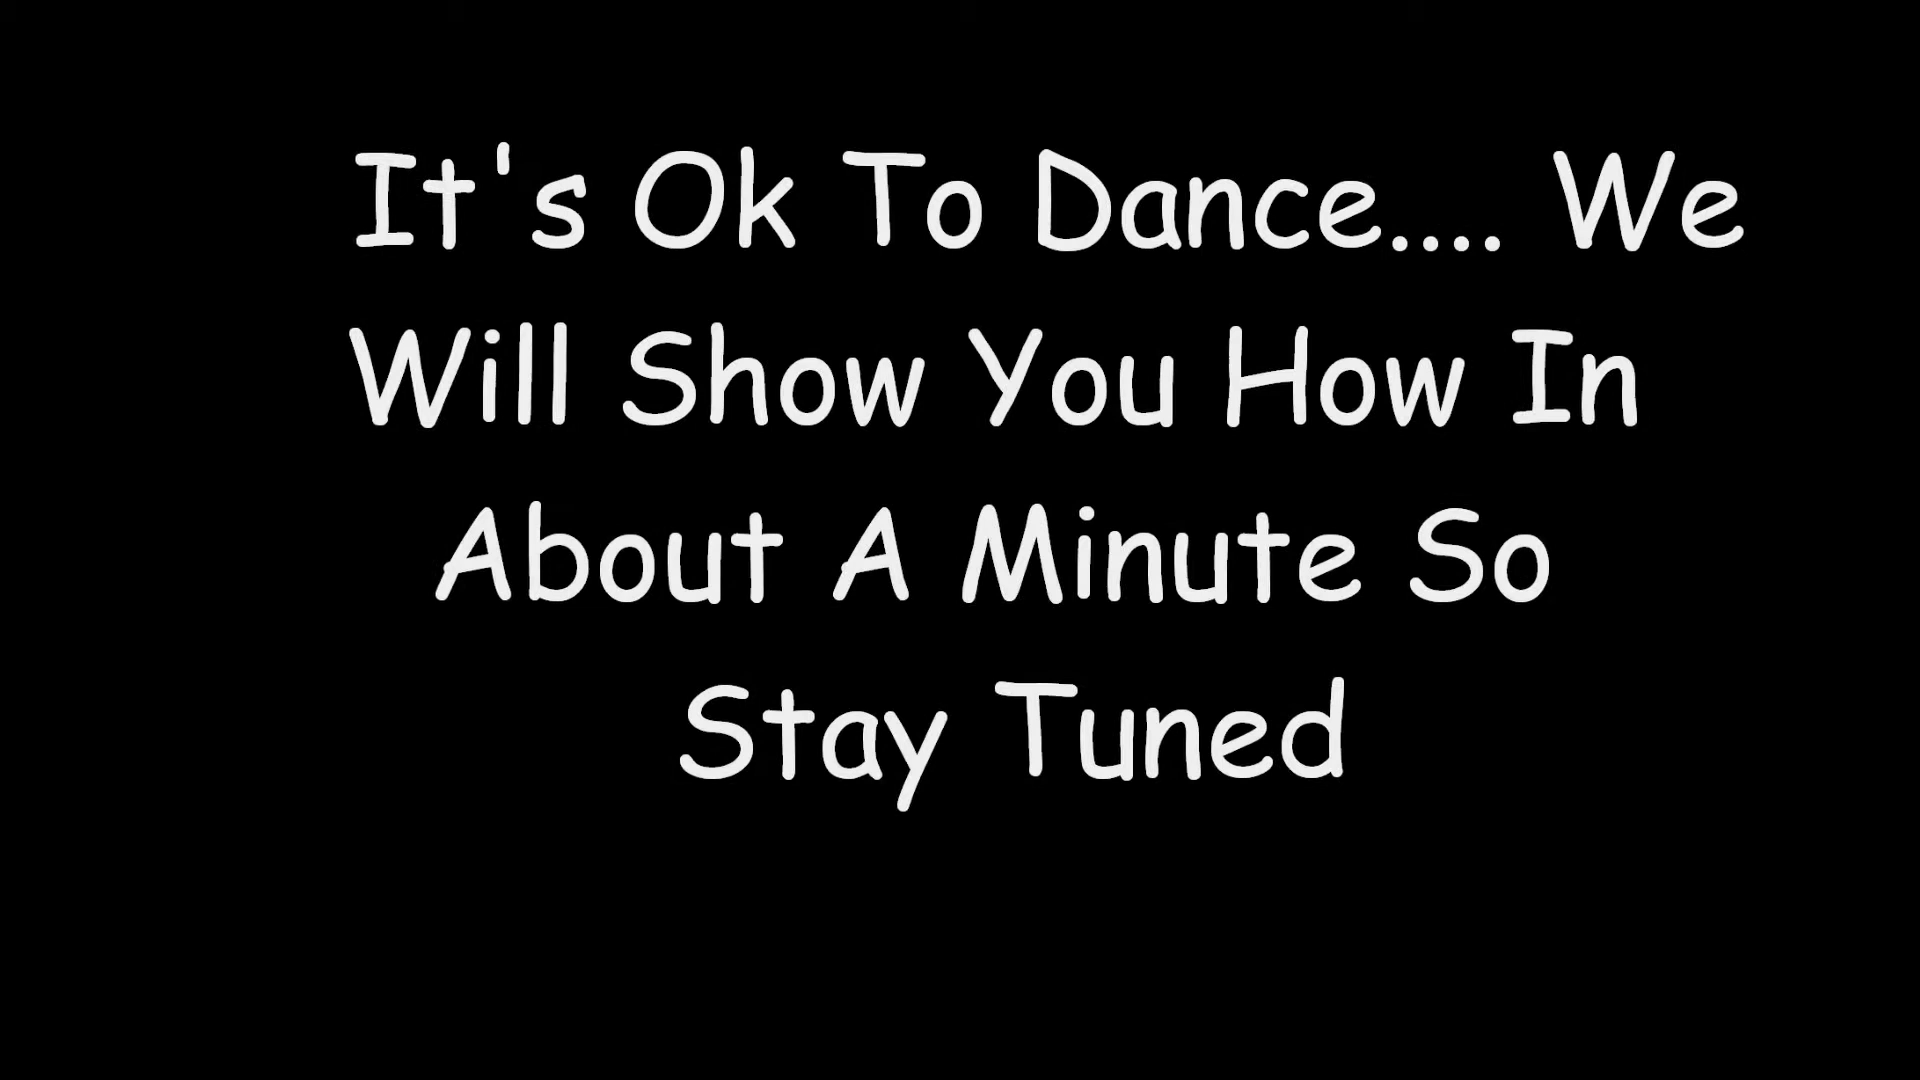 It's Ok To Dance.... We
Will Show You How In
About A Minute So
Stay Tuned